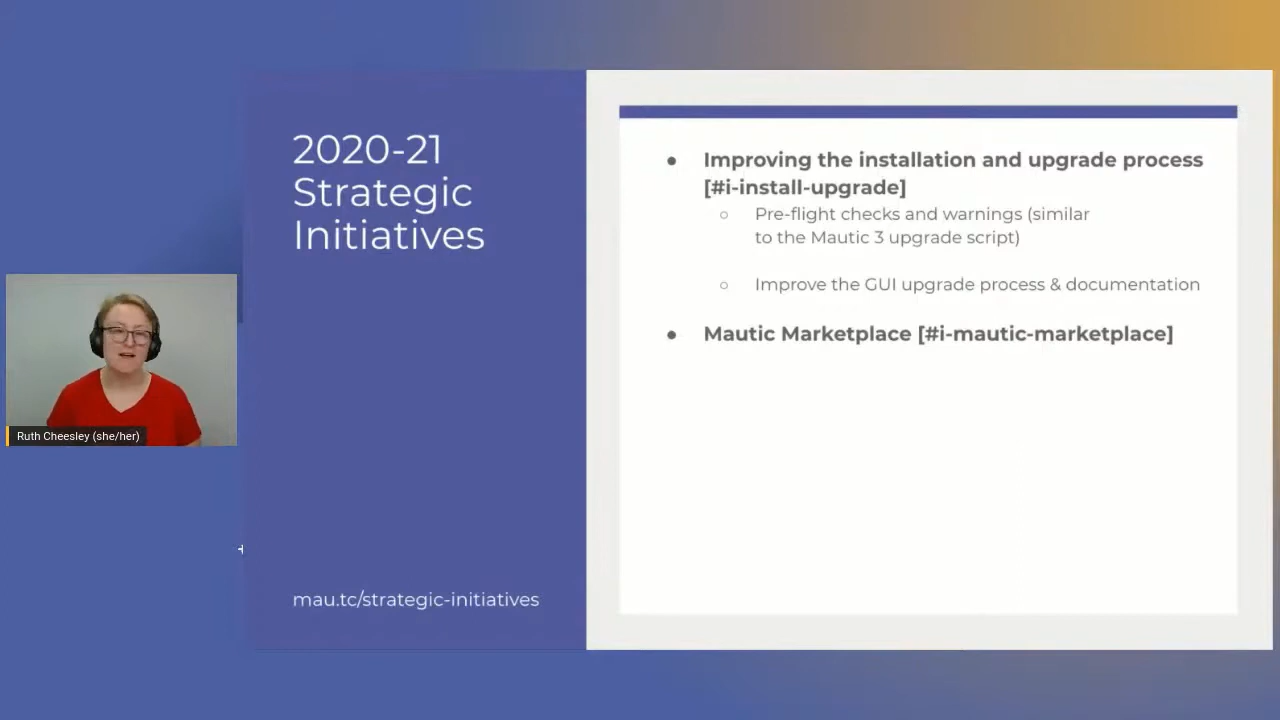 2020-21
Strategic
Initiatives
mau.tc/strategic-initiatives
● Improving the installation and upgrade process
[#i-install-upgrade]
○ Pre-flight checks and warnings (similar
to the Mautic 3 upgrade script)
○ Improve the GUI upgrade process & documentation
● Mautic Marketplace [#i-mautic-marketplace]
Ruth Cheesley (she/her)